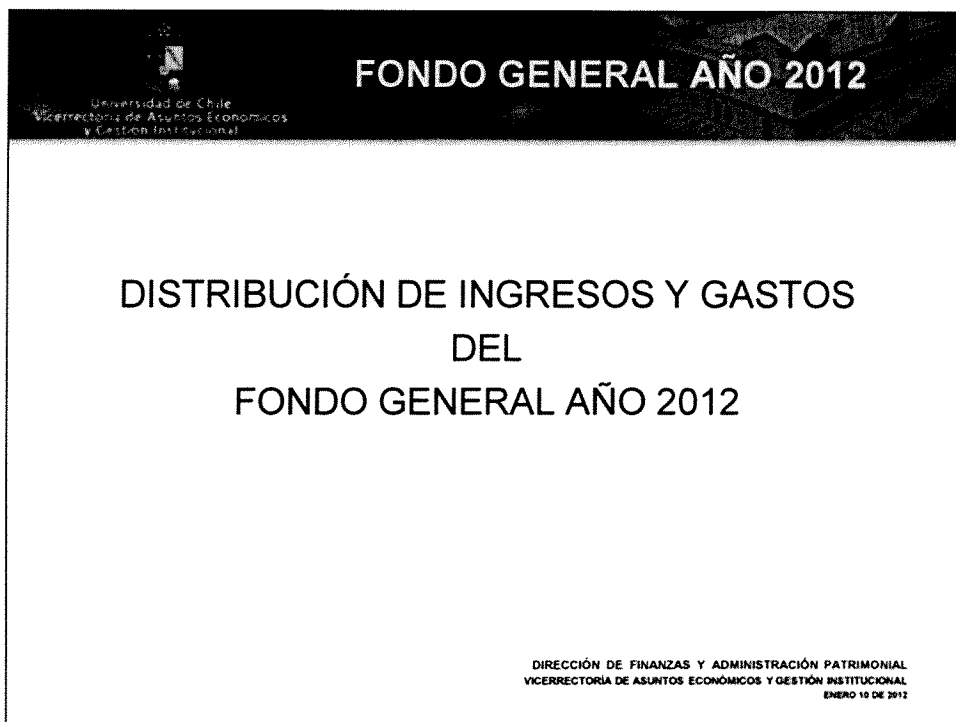 FONDO GENERAL AÑO 2012
Universidad de Chile
Vicerrectoría de Asuntos Económicos
y Gestión Institucional
DISTRIBUCIÓN DE INGRESOS Y GASTOS
DEL
FONDO GENERAL AÑO 2012
DIRECCIÓN DE FINANZAS Y ADMINISTRACIÓN PATRIMONIAL
VICERRECTORÍA DE ASUNTOS ECONÓMICOS Y GESTIÓN INSTITUCIONAL
ENERO 10 DE 2012